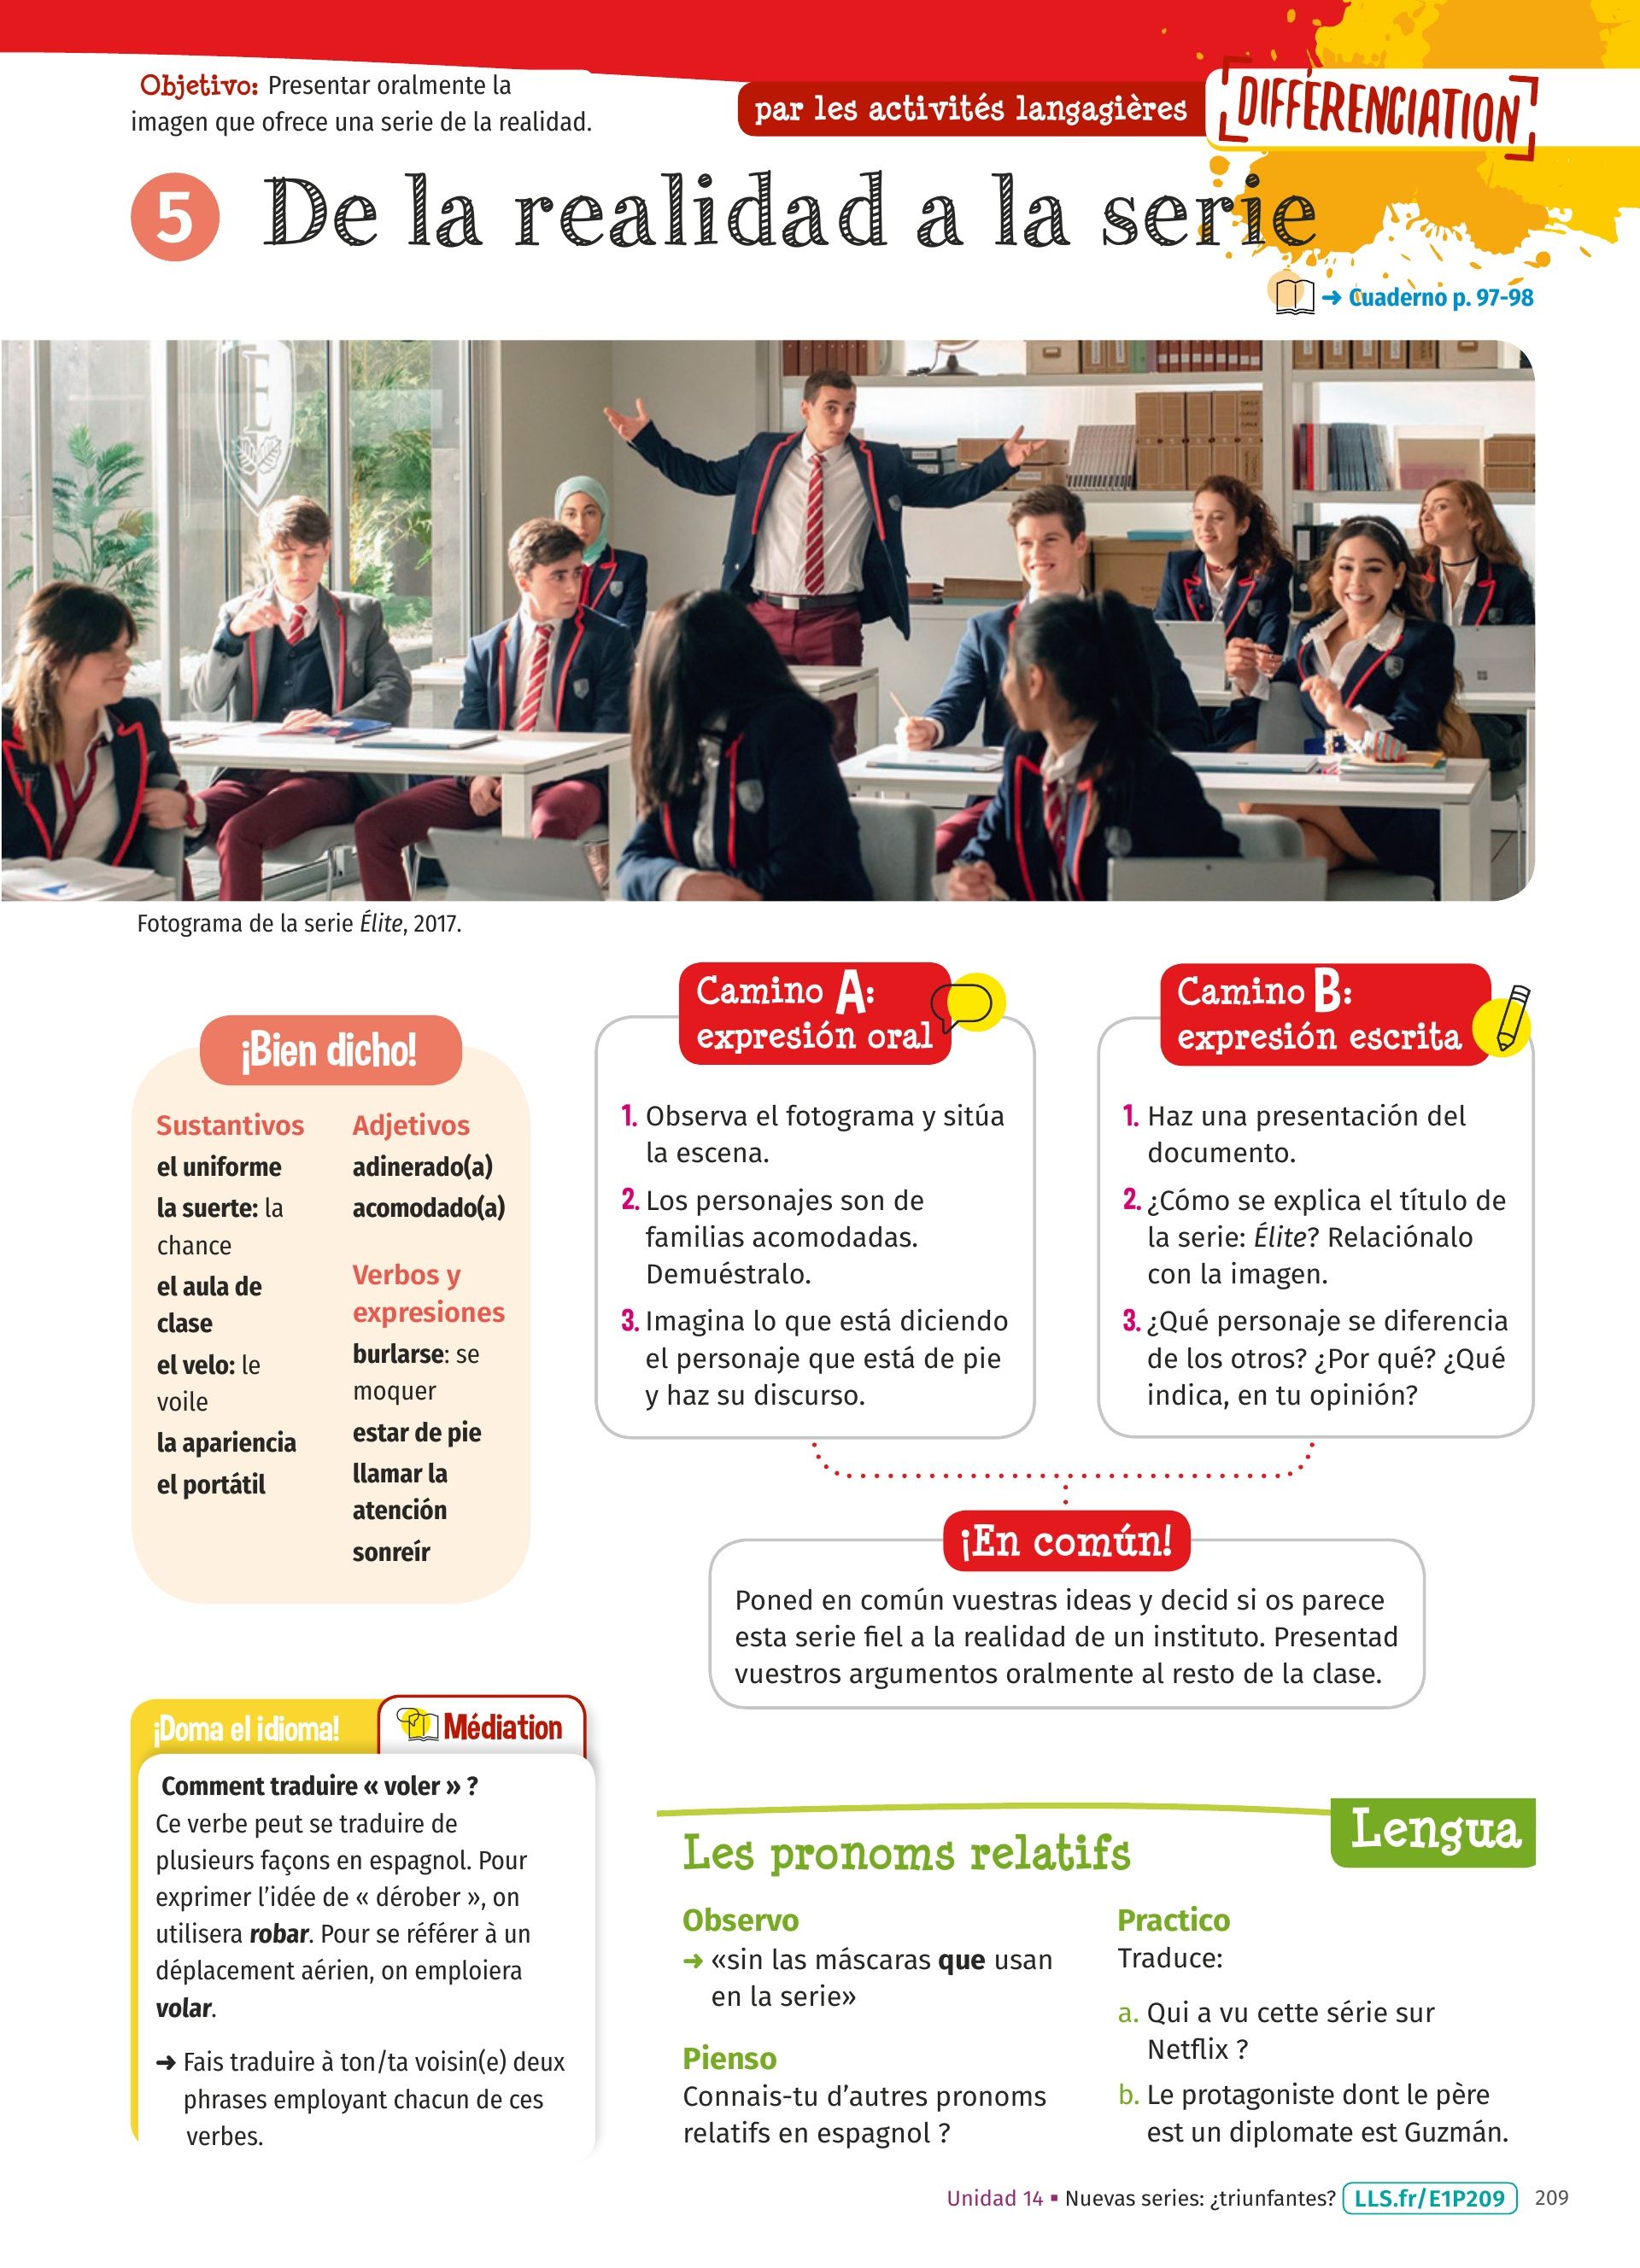 Objetivo: Presentar oralmente la
imagen que ofrece una serie de la realidad.
par les activités langagières
DIFFÉRENCIATION
5 De la realidad a la serie
➜ Cuaderno p. 97-98
E
Fotograma de la serie Élite, 2017.
¡Bien dicho!
Sustantivos
el uniforme
la suerte: la
chance
el aula de
clase
el velo: le
voile
la apariencia
el portátil
Adjetivos
adinerado(a)
acomodado(a)
Verbos y
expresiones
burlarse: se
moquer
estar de pie
llamar la
atención
sonreír
Camino A:
expresión oral
1. Observa el fotograma y sitúa
la escena.
2. Los personajes son de
familias acomodadas.
Demuéstralo.
3. Imagina lo que está diciendo
el personaje que está de pie
y haz su discurso.
Camino B:
expresión escrita
1. Haz una presentación del
documento.
2. ¿Cómo se explica el título de
la serie: Élite? Relaciónalo
con la imagen.
3. ¿Qué personaje se diferencia
de los otros? ¿Por qué? ¿Qué
indica, en tu opinión?
¡En común!
Poned en común vuestras ideas y decid si os parece
esta serie fiel a la realidad de un instituto. Presentad
vuestros argumentos oralmente al resto de la clase.
¡Doma el idioma!
Médiation
Comment traduire « voler » ?
Ce verbe peut se traduire de
plusieurs façons en espagnol. Pour
exprimer l'idée de « dérober », on
utilisera robar. Pour se référer à un
déplacement aérien, on emploiera
volar.
➜ Fais traduire à ton/ta voisin(e) deux
phrases employant chacun de ces
verbes.
Lengua
Les pronoms relatifs
Observo
➜ «sin las máscaras que usan
en la serie»
Pienso
Connais-tu d'autres pronoms
relatifs en espagnol ?
Practico
Traduce:
a. Qui a vu cette série sur
Netflix ?
b. Le protagoniste dont le père
est un diplomate est Guzmán.
Unidad 14 ▪ Nuevas series: ¿triunfantes? LLS.fr/E1P209 209